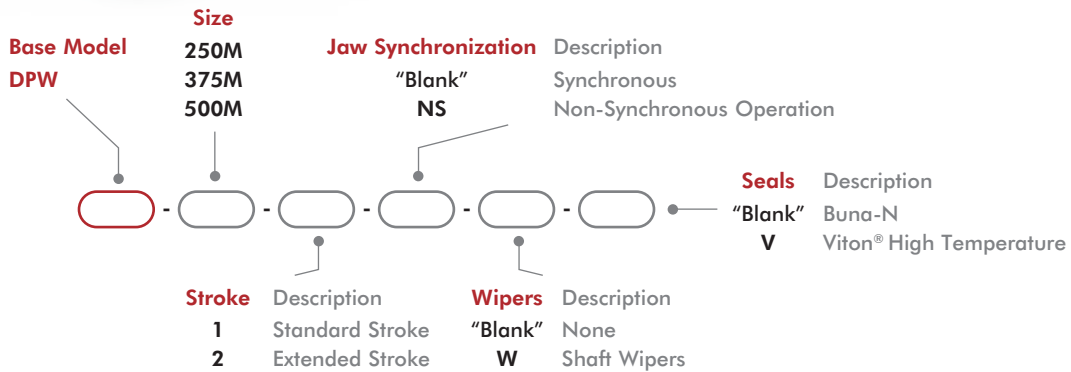 Size
Base Model 250M Jaw Synchronization Description
DPW 375M "Blank" Synchronous
500M NS Non-Synchronous Operation
Seals Description
- - - - -
"Blank" Buna-N
V Viton® High Temperature
Stroke Description Wipers Description
1 Standard Stroke "Blank" None
2 Extended Stroke W Shaft Wipers